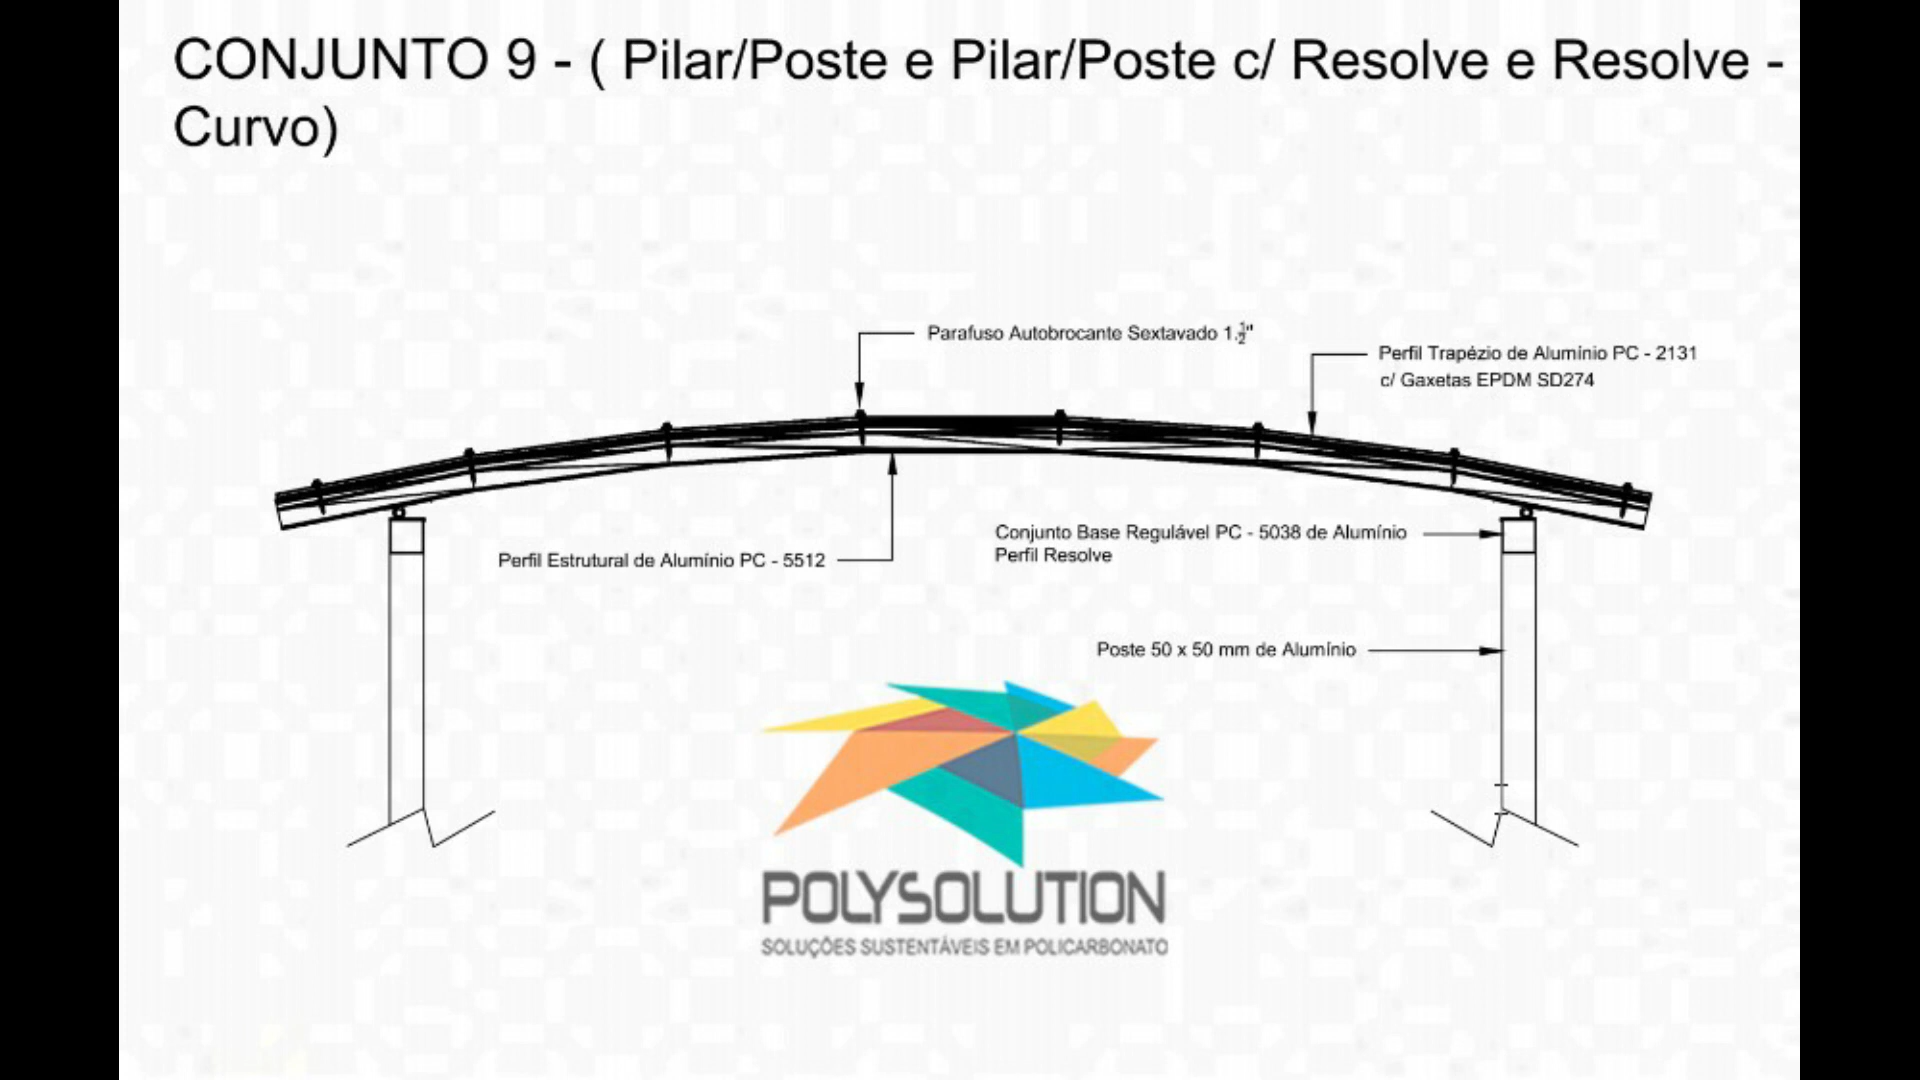 CONJUNTO 9 - ( Pilar/Poste e Pilar/Poste c/ Resolve e Resolve -
Curvo)
Parafuso Autobrocante Sextavado 1.½"
Perfil Trapézio de Alumínio PC - 2131
c/ Gaxetas EPDM SD274
Conjunto Base Regulável PC - 5038 de Alumínio
Perfil Resolve
Perfil Estrutural de Alumínio PC - 5512
Poste 50 x 50 mm de Alumínio
POLYSOLUTION
SOLUÇÕES SUSTENTÁVEIS EM POLICARBONATO